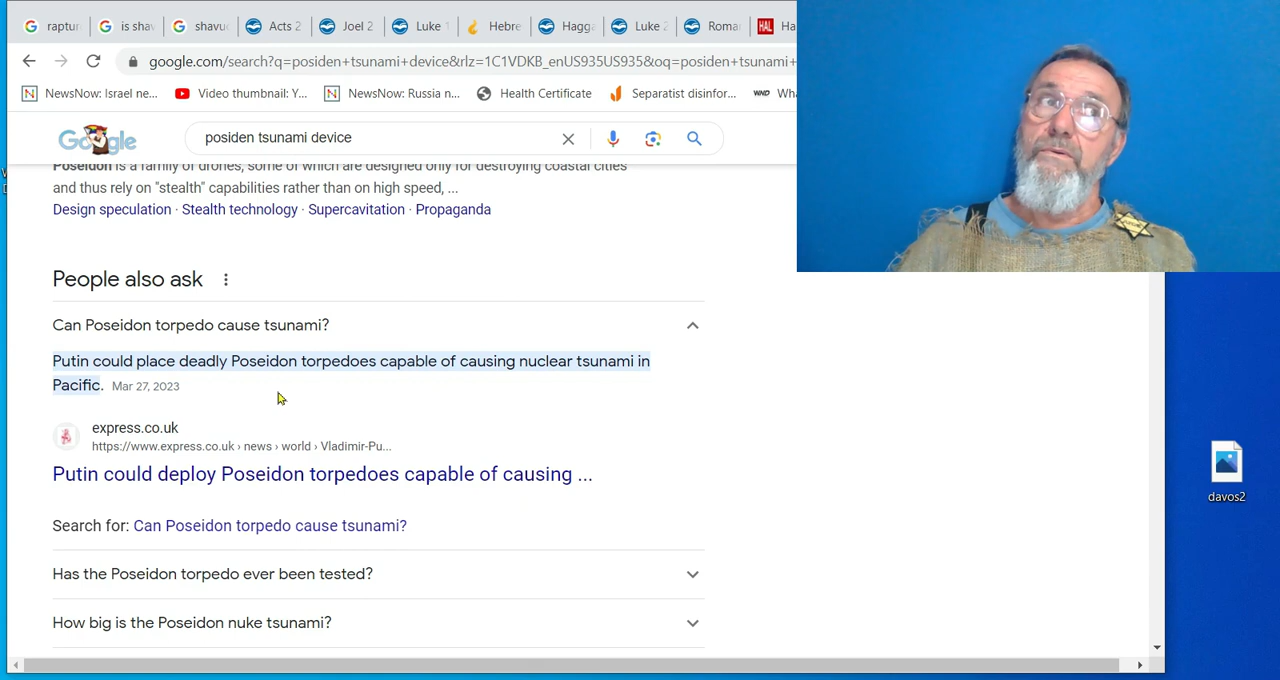 raptur
is shav
shavu
Acts 2
Joel 2
Luke 1
Hebre
Hagga
Luke 2
Roma
HAL
Ha
google.com/search?q=posiden+tsunami+device&rlz=1C1VDKB_enUS935US935&oq=posiden+tsunami+
NewsNow: Israel ne...
Video thumbnail: Y...
NewsNow: Russia n...
Health Certificate
Separatist disinfor...
WND
Wha
posiden tsunami device
Poseidon is a family of drones, some of which are designed only for destroying coastal cities
and thus rely on "stealth" capabilities rather than on high speed, ...
Design speculation · Stealth technology · Supercavitation · Propaganda
People also ask
Can Poseidon torpedo cause tsunami?
Putin could place deadly Poseidon torpedoes capable of causing nuclear tsunami in
Pacific. Mar 27, 2023
express.co.uk
https://www.express.co.uk › news › world › Vladimir-Pu...
Putin could deploy Poseidon torpedoes capable of causing ...
Search for: Can Poseidon torpedo cause tsunami?
Has the Poseidon torpedo ever been tested?
How big is the Poseidon nuke tsunami?
davos2